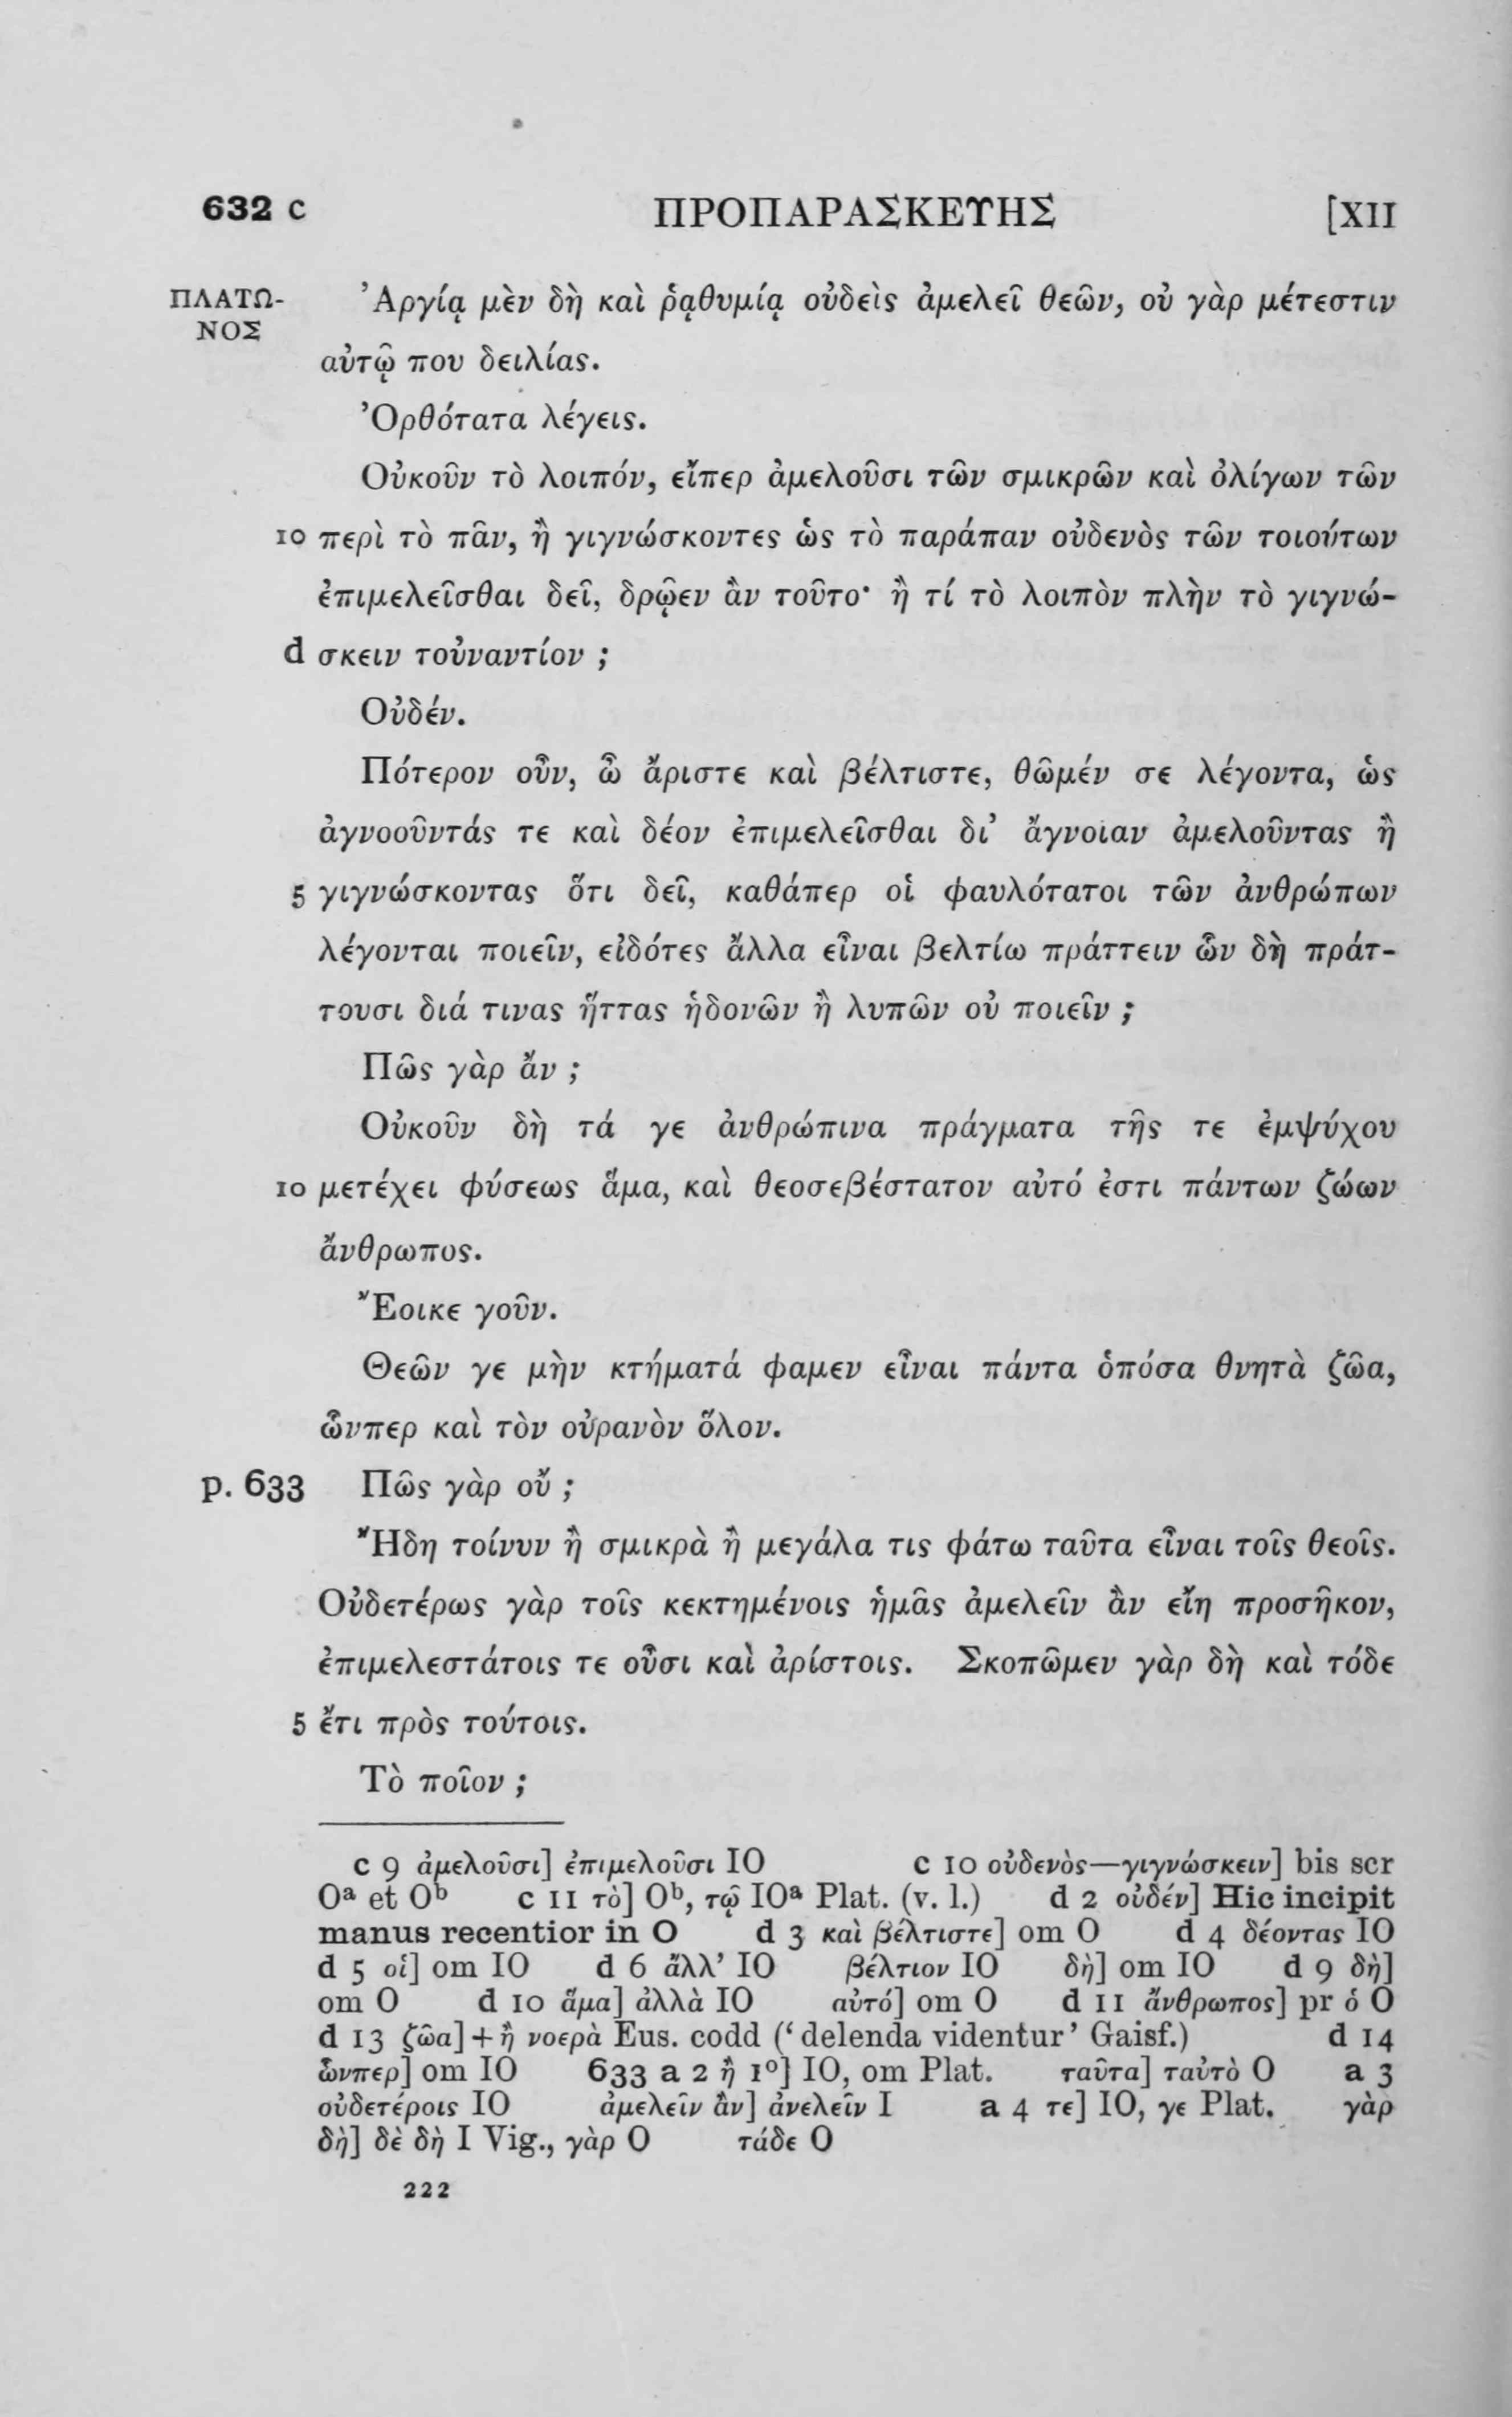 632 c ΠΡΟΠΑΡΑΣΚΕΥΗΣ [XII
ΠΛΑΤΩ- Ἀργίᾳ μὲν δὴ καὶ ῥᾳθυμίᾳ οὐδεὶς ἀμελεῖ θεῶν, οὐ γὰρ μέτεστιν
ΝΟΣ
αὐτῷ που δειλίας.
Ὀρθότατα λέγεις.
Οὐκοῦν τὸ λοιπόν, εἴπερ ἀμελοῦσι τῶν σμικρῶν καὶ ὀλίγων τῶν
10 περὶ τὸ πᾶν, ἢ γιγνώσκοντες ὡς τὸ παράπαν οὐδενὸς τῶν τοιούτων
ἐπιμελεῖσθαι δεῖ, δρῷεν ἂν τοῦτο· ἢ τί τὸ λοιπὸν πλὴν τὸ γιγνώ-
d σκειν τοὐναντίον ;
Οὐδέν.
Πότερον οὖν, ὦ ἄριστε καὶ βέλτιστε, θῶμέν σε λέγοντα, ὡς
ἀγνοοῦντάς τε καὶ δέον ἐπιμελεῖσθαι δι’ ἄγνοιαν ἀμελοῦντας ἢ
5 γιγνώσκοντας ὅτι δεῖ, καθάπερ οἱ φαυλότατοι τῶν ἀνθρώπων
λέγονται ποιεῖν, εἰδότες ἄλλα εἶναι βελτίω πράττειν ὧν δὴ πράτ-
τουσι διά τινας ἥττας ἡδονῶν ἢ λυπῶν οὐ ποιεῖν ;
Πῶς γὰρ ἄν ;
Οὐκοῦν δὴ τά γε ἀνθρώπινα πράγματα τῆς τε ἐμψύχου
10 μετέχει φύσεως ἅμα, καὶ θεοσεβέστατον αὐτό ἐστι πάντων ζώων
ἄνθρωπος.
Ἔοικε γοῦν.
Θεῶν γε μὴν κτήματά φαμεν εἶναι πάντα ὁπόσα θνητὰ ζῶα,
ὧνπερ καὶ τὸν οὐρανὸν ὅλον.
p. 633 Πῶς γὰρ οὔ ;
Ἤδη τοίνυν ἢ σμικρὰ ἢ μεγάλα τις φάτω ταῦτα εἶναι τοῖς θεοῖς.
Οὐδετέρως γὰρ τοῖς κεκτημένοις ἡμᾶς ἀμελεῖν ἂν εἴη προσῆκον,
ἐπιμελεστάτοις τε οὖσι καὶ ἀρίστοις. Σκοπῶμεν γὰρ δὴ καὶ τόδε
5 ἔτι πρὸς τούτοις.
Τὸ ποῖον ;
c 9 ἀμελοῦσι] ἐπιμελοῦσι IO c 10 οὐδενὸς—γιγνώσκειν] bis scr
Oᵃ et Oᵇ c 11 τὸ] Oᵇ, τῷ IOᵃ Plat. (v. l.) d 2 οὐδέν] Hic incipit
manus recentior in O d 3 καὶ βέλτιστε] om O d 4 δέοντας IO
d 5 οἱ] om IO d 6 ἄλλ’ IO βέλτιον IO δὴ] om IO d 9 δὴ]
om O d 10 ἅμα] ἀλλὰ IO αὐτό] om O d 11 ἄνθρωπος] pr ὁ O
d 13 ζῶα] + ἢ νοερὰ Eus. codd (‘ delenda videntur’ Gaisf.) d 14
ὧνπερ] om IO 633 a 2 ἢ 1º] IO, om Plat. ταῦτα] ταὐτὸ O a 3
οὐδετέροις IO ἀμελεῖν ἂν] ἀνελεῖν I a 4 τε] IO, γε Plat. γὰρ
δὴ] δὲ δὴ I Vig., γὰρ O τάδε O
222